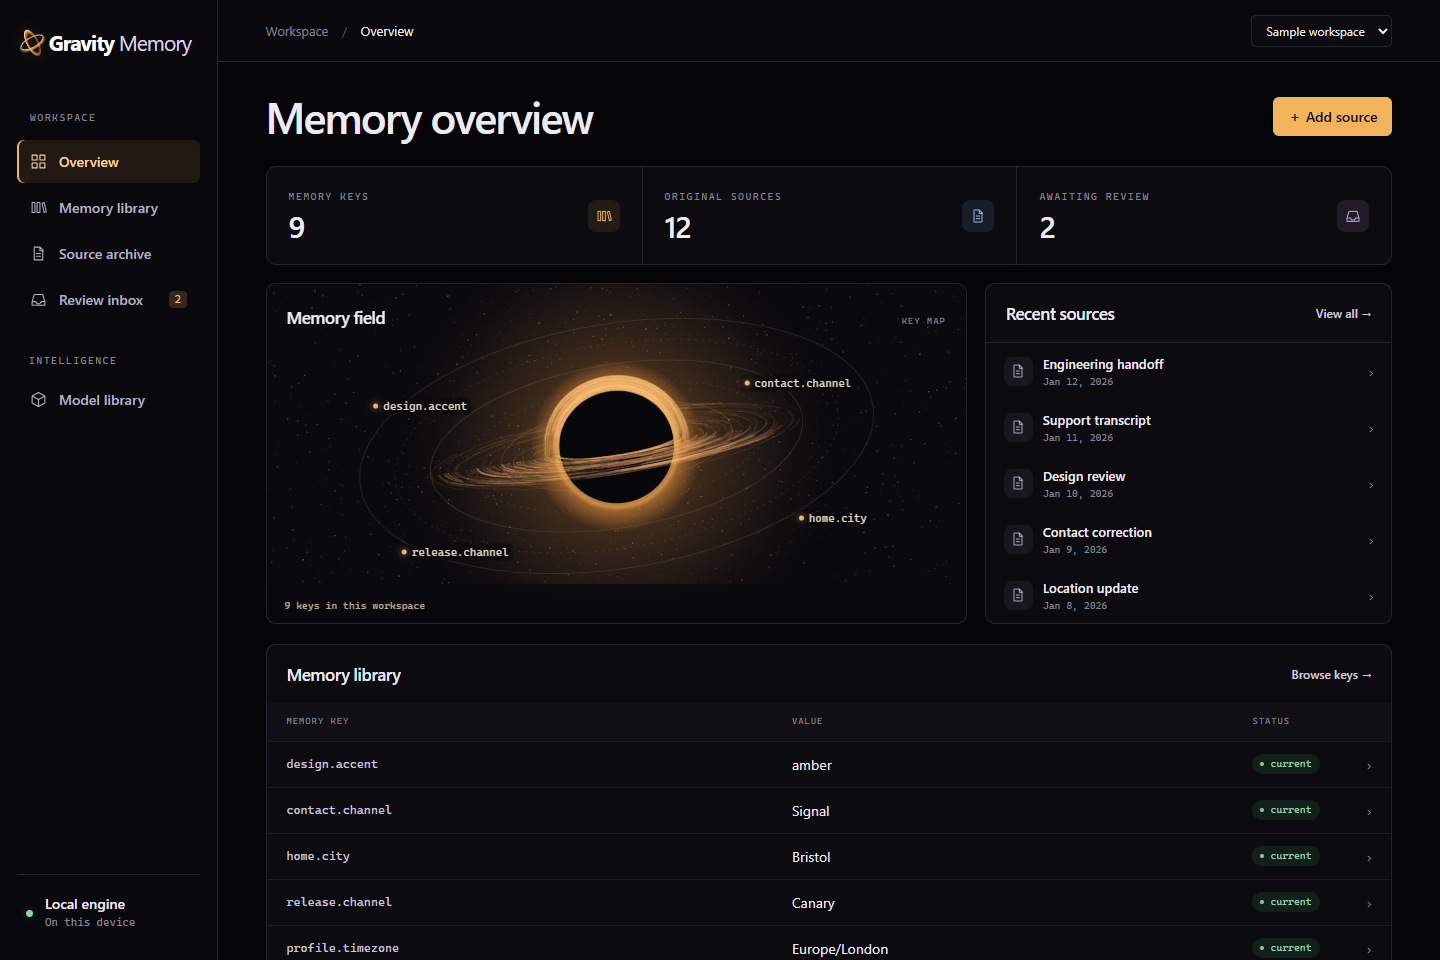 Gravity Memory
Workspace / Overview
Sample workspace
WORKSPACE
Overview
Memory library
Source archive
Review inbox 2
INTELLIGENCE
Model library
Local engine
On this device
Memory overview
+ Add source
MEMORY KEYS
9
ORIGINAL SOURCES
12
AWAITING REVIEW
2
Memory field
KEY MAP
contact.channel
design.accent
home.city
release.channel
9 keys in this workspace
Recent sources
View all →
Engineering handoff
Jan 12, 2026
Support transcript
Jan 11, 2026
Design review
Jan 10, 2026
Contact correction
Jan 9, 2026
Location update
Jan 8, 2026
Memory library
Browse keys →
MEMORY KEY VALUE STATUS
design.accent amber current
contact.channel Signal current
home.city Bristol current
release.channel Canary current
profile.timezone Europe/London current